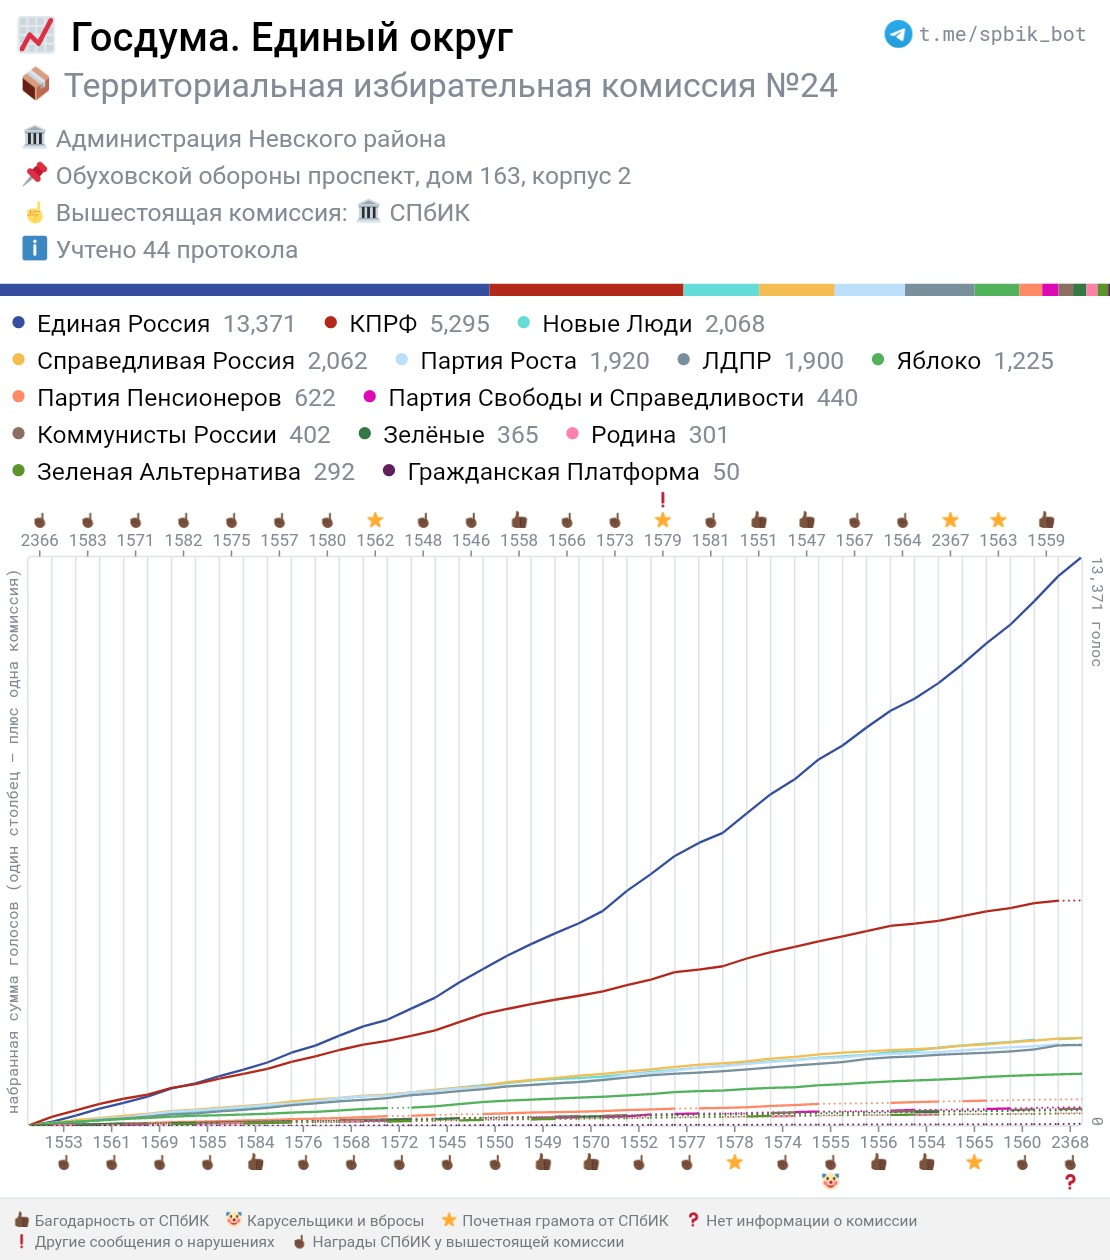 Госдума. Единый округ
t.me/spbik_bot
Территориальная избирательная комиссия №24
Администрация Невского района
Обуховской обороны проспект, дом 163, корпус 2
Вышестоящая комиссия: СПбИК
Учтено 44 протокола
Единая Россия 13,371 КПРФ 5,295 Новые Люди 2,068
Справедливая Россия 2,062 Партия Роста 1,920 ЛДПР 1,900 Яблоко 1,225
Партия Пенсионеров 622 Партия Свободы и Справедливости 440
Коммунисты России 402 Зелёные 365 Родина 301
Зеленая Альтернатива 292 Гражданская Платформа 50
2366 1583 1571 1582 1575 1557 1580 1562 1548 1546 1558 1566 1573 1579 1581 1551 1547 1567 1564 2367 1563 1559
набранная сумма голосов (один столбец — плюс одна комиссия)
13,371 голос
0
1553 1561 1569 1585 1584 1576 1568 1572 1545 1550 1549 1570 1552 1577 1578 1574 1555 1556 1554 1565 1560 2368
Багодарность от СПбИК Карусельщики и вбросы Почетная грамота от СПбИК Нет информации о комиссии
Другие сообщения о нарушениях Награды СПбИК у вышестоящей комиссии